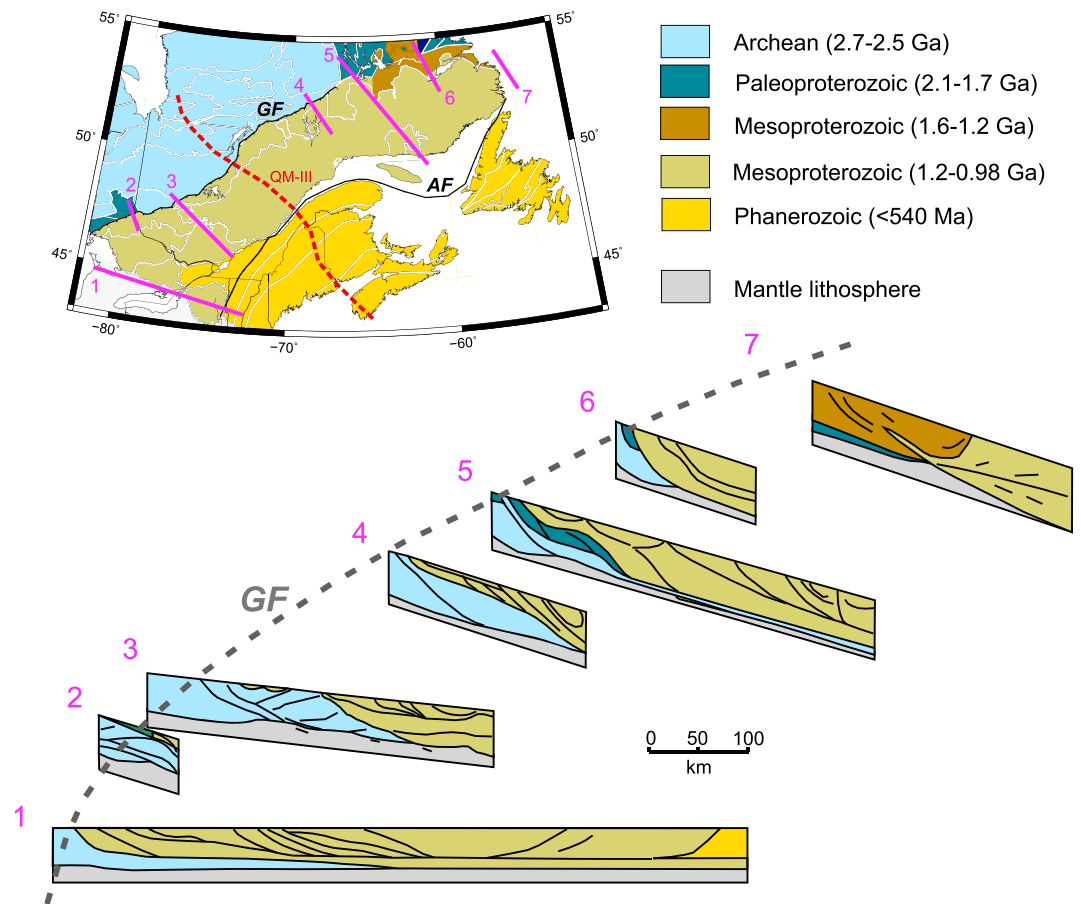 55˚
55˚
50˚
50˚
45˚
45˚
−80˚
−70˚
−60˚
GF
AF
QM-III
1
2
3
4
5
6
7
Archean (2.7-2.5 Ga)
Paleoproterozoic (2.1-1.7 Ga)
Mesoproterozoic (1.6-1.2 Ga)
Mesoproterozoic (1.2-0.98 Ga)
Phanerozoic (<540 Ma)
Mantle lithosphere
7
6
5
4
GF
3
2
1
0 50 100
km